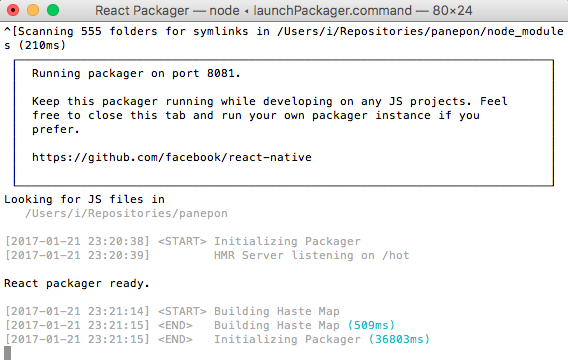 React Packager — node ◂ launchPackager.command — 80×24
^[Scanning 555 folders for symlinks in /Users/i/Repositories/panepon/node_module
s (210ms)
Running packager on port 8081.
Keep this packager running while developing on any JS projects. Feel
free to close this tab and run your own packager instance if you
prefer.
https://github.com/facebook/react-native
Looking for JS files in
/Users/i/Repositories/panepon
[2017-01-21 23:20:38] <START> Initializing Packager
[2017-01-21 23:20:39]         HMR Server listening on /hot
React packager ready.
[2017-01-21 23:21:14] <START> Building Haste Map
[2017-01-21 23:21:15] <END>   Building Haste Map (509ms)
[2017-01-21 23:21:15] <END>   Initializing Packager (36803ms)